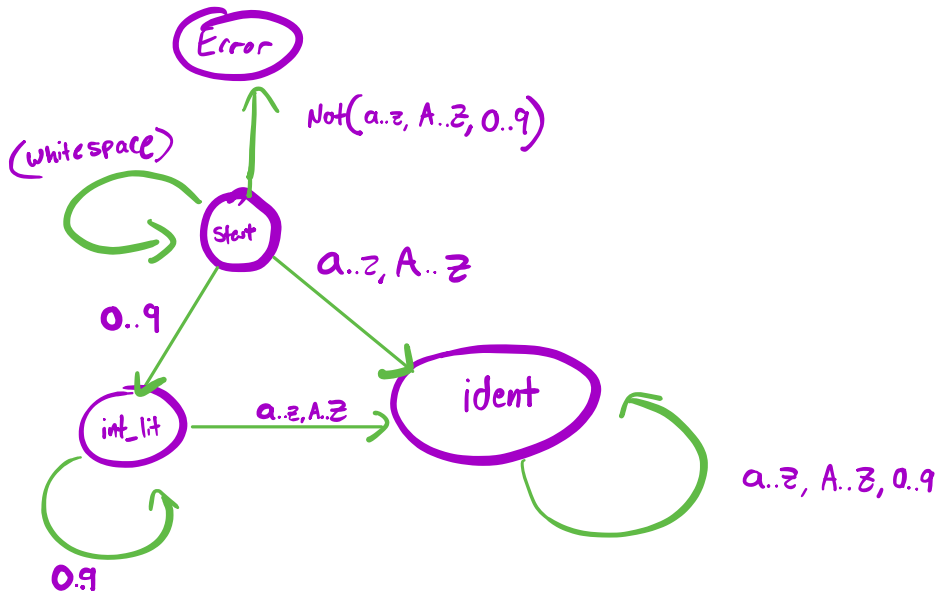 Error
Not(a..z, A..Z, 0..9)
(whitespace)
start
a..z, A..Z
0..9
ident
int_lit
a..z, A..Z
a..z, A..Z, 0..9
0..9